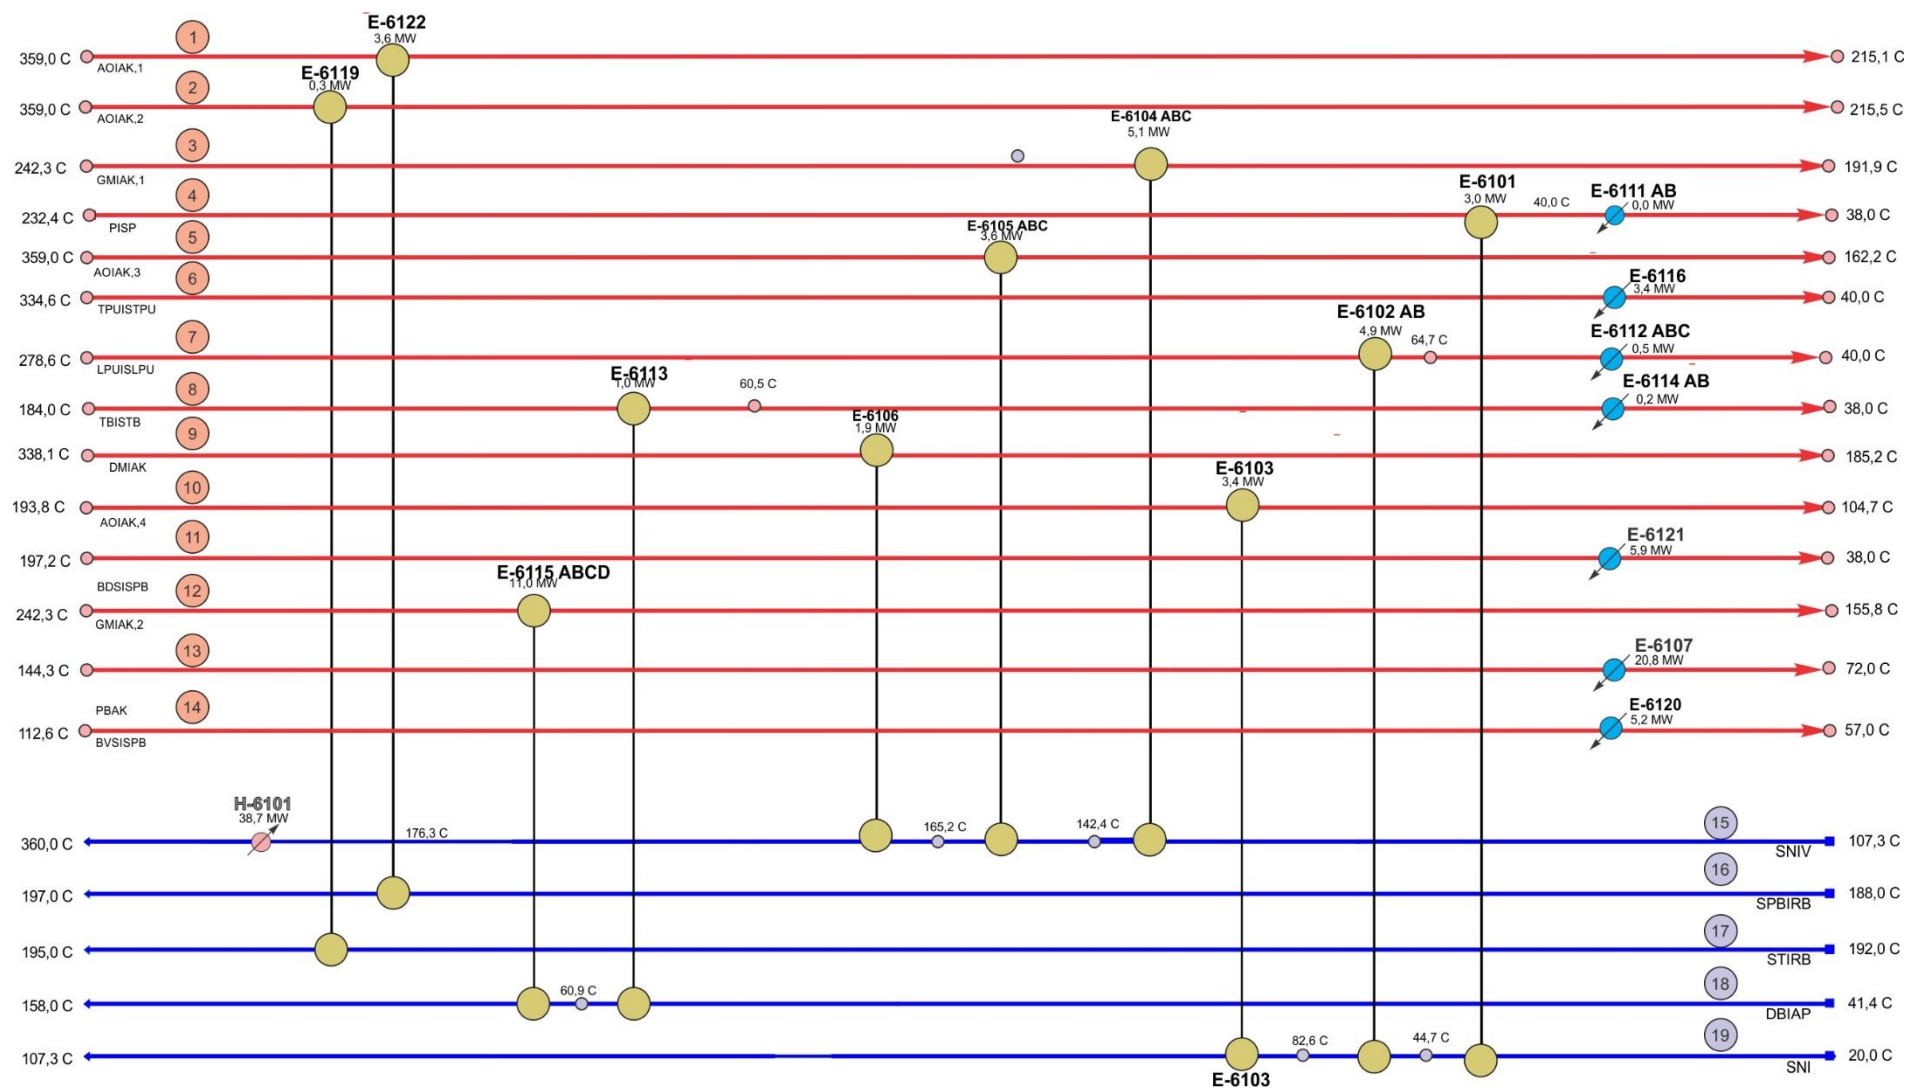 E-6122
3,6 MW
1
359,0 C
AOIAK,1
215,1 C
E-6119
0,3 MW
2
359,0 C
AOIAK,2
215,5 C
E-6104 ABC
5,1 MW
3
242,3 C
GMIAK,1
191,9 C
E-6101
3,0 MW
40,0 C
E-6111 AB
0,0 MW
4
232,4 C
PISP
38,0 C
E-6105 ABC
3,6 MW
5
359,0 C
AOIAK,3
162,2 C
E-6116
3,4 MW
6
334,6 C
TPUISTPU
40,0 C
E-6102 AB
4,9 MW
64,7 C
E-6112 ABC
0,5 MW
7
278,6 C
LPUISLPU
40,0 C
E-6113
1,0 MW
60,5 C
E-6114 AB
0,2 MW
8
184,0 C
TBISTB
38,0 C
E-6106
1,9 MW
9
338,1 C
DMIAK
185,2 C
E-6103
3,4 MW
10
193,8 C
AOIAK,4
104,7 C
E-6121
5,9 MW
11
197,2 C
BDSISPB
38,0 C
E-6115 ABCD
11,0 MW
12
242,3 C
GMIAK,2
155,8 C
E-6107
20,8 MW
13
144,3 C
PBAK
72,0 C
E-6120
5,2 MW
14
112,6 C
BVSISPB
57,0 C
H-6101
38,7 MW
176,3 C
165,2 C
142,4 C
15
360,0 C
SNIV
107,3 C
16
197,0 C
SPBIRB
188,0 C
17
195,0 C
STIRB
192,0 C
60,9 C
18
158,0 C
DBIAP
41,4 C
82,6 C
44,7 C
19
107,3 C
SNI
20,0 C
E-6103